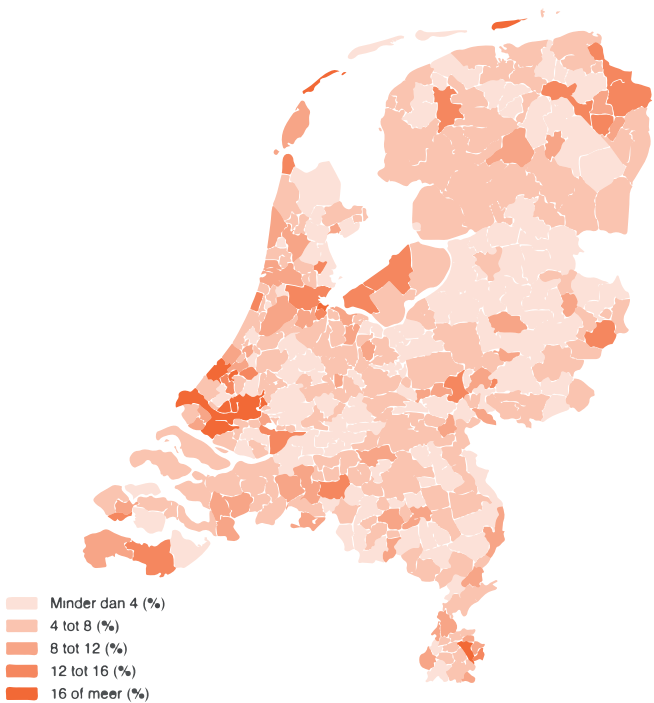 Minder dan 4 (%)
4 tot 8 (%)
8 tot 12 (%)
12 tot 16 (%)
16 of meer (%)